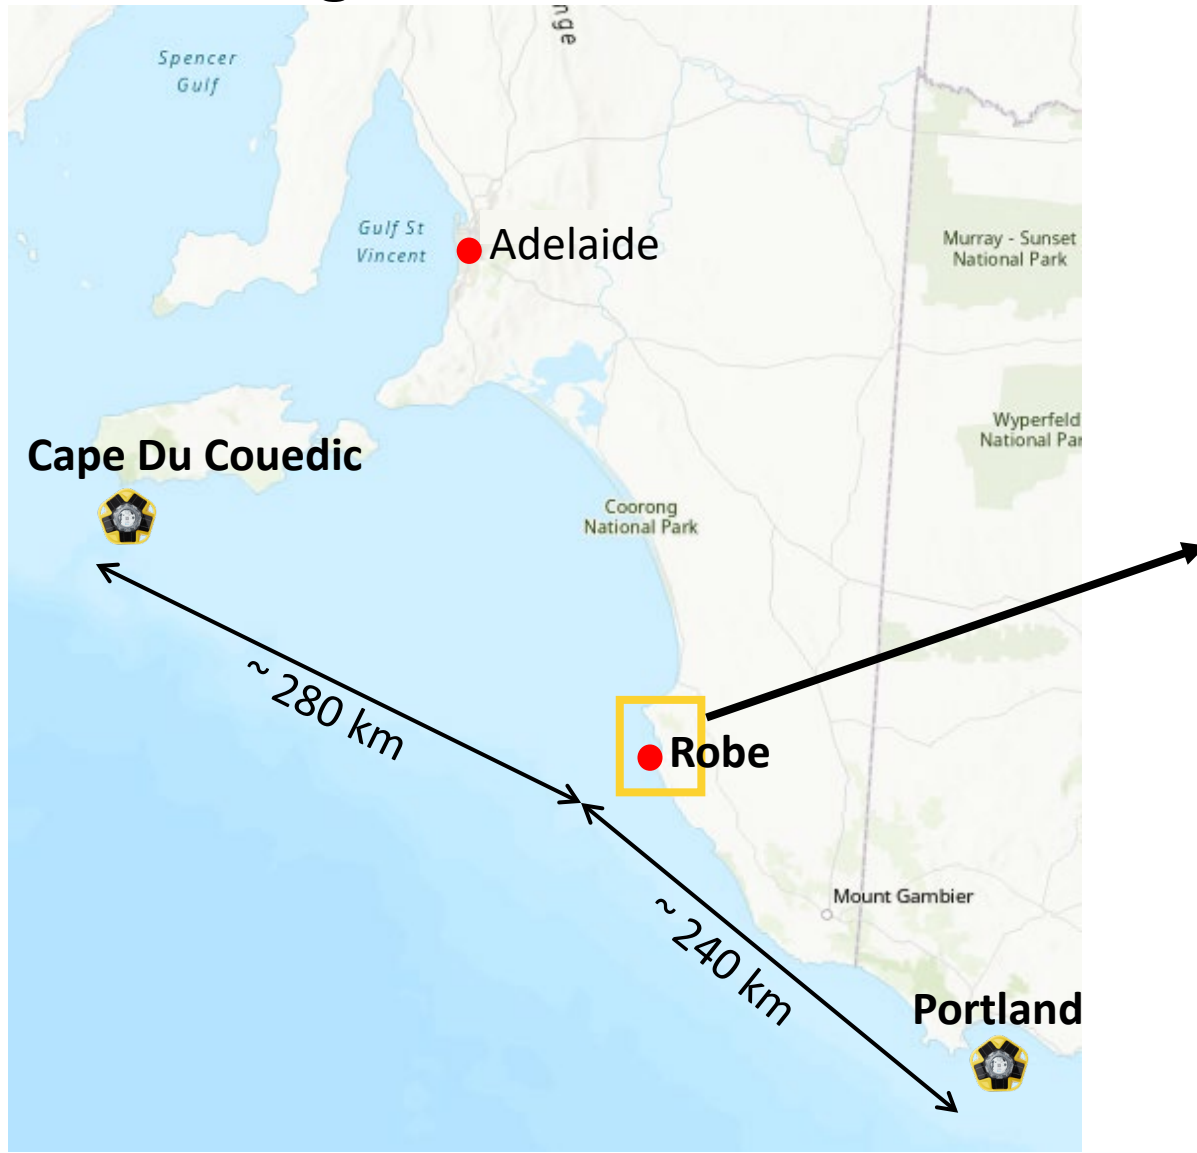 nge
Spencer
Gulf
Gulf St
Vincent
Adelaide
Murray - Sunset
National Park
Wyperfeld
National Par
Cape Du Couedic
Coorong
National Park
~ 280 km
Robe
~ 240 km
Mount Gambier
Portland